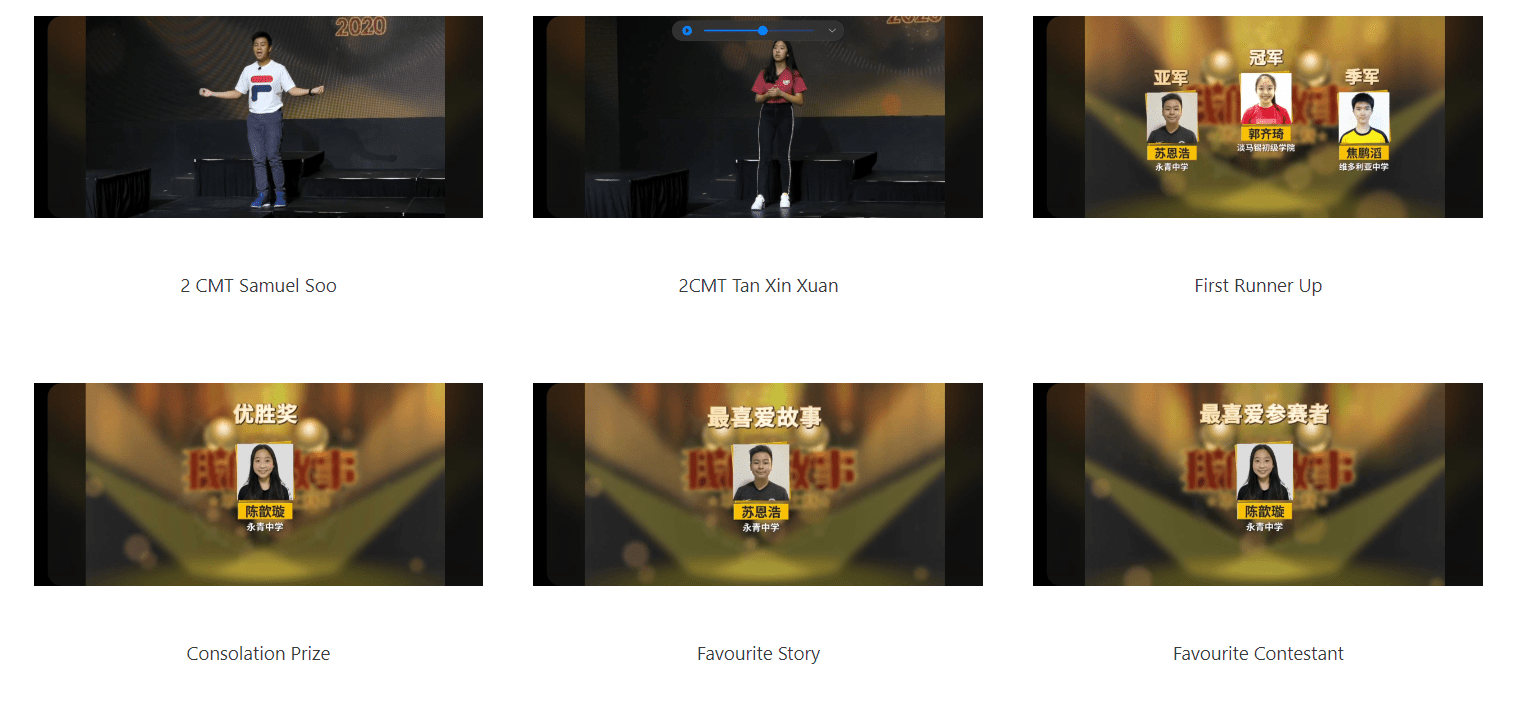 2020
2020
冠军
亚军
季军
郭齐琦
淡马锡初级学院
苏恩浩
焦鹏滔
永青中学
维多利亚中学
2 CMT Samuel Soo
2CMT Tan Xin Xuan
First Runner Up
优胜奖
陈歆璇
永青中学
最喜爱故事
苏恩浩
永青中学
最喜爱参赛者
陈歆璇
永青中学
Consolation Prize
Favourite Story
Favourite Contestant